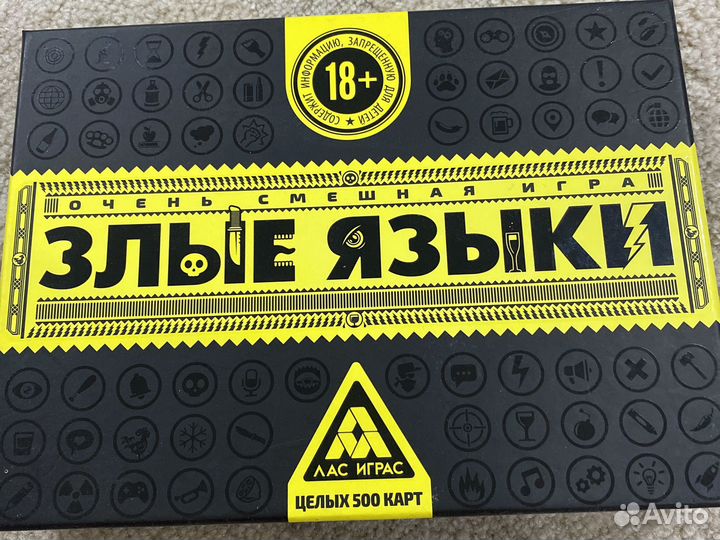 СОДЕРЖИТ ИНФОРМАЦИЮ, ЗАПРЕЩЕННУЮ ДЛЯ ДЕТЕЙ
18+
ОЧЕНЬ СМЕШНАЯ ИГРА
ЗЛЫЕ ЯЗЫКИ
ЛАС ИГРАС
ЦЕЛЫХ 500 КАРТ
Avito